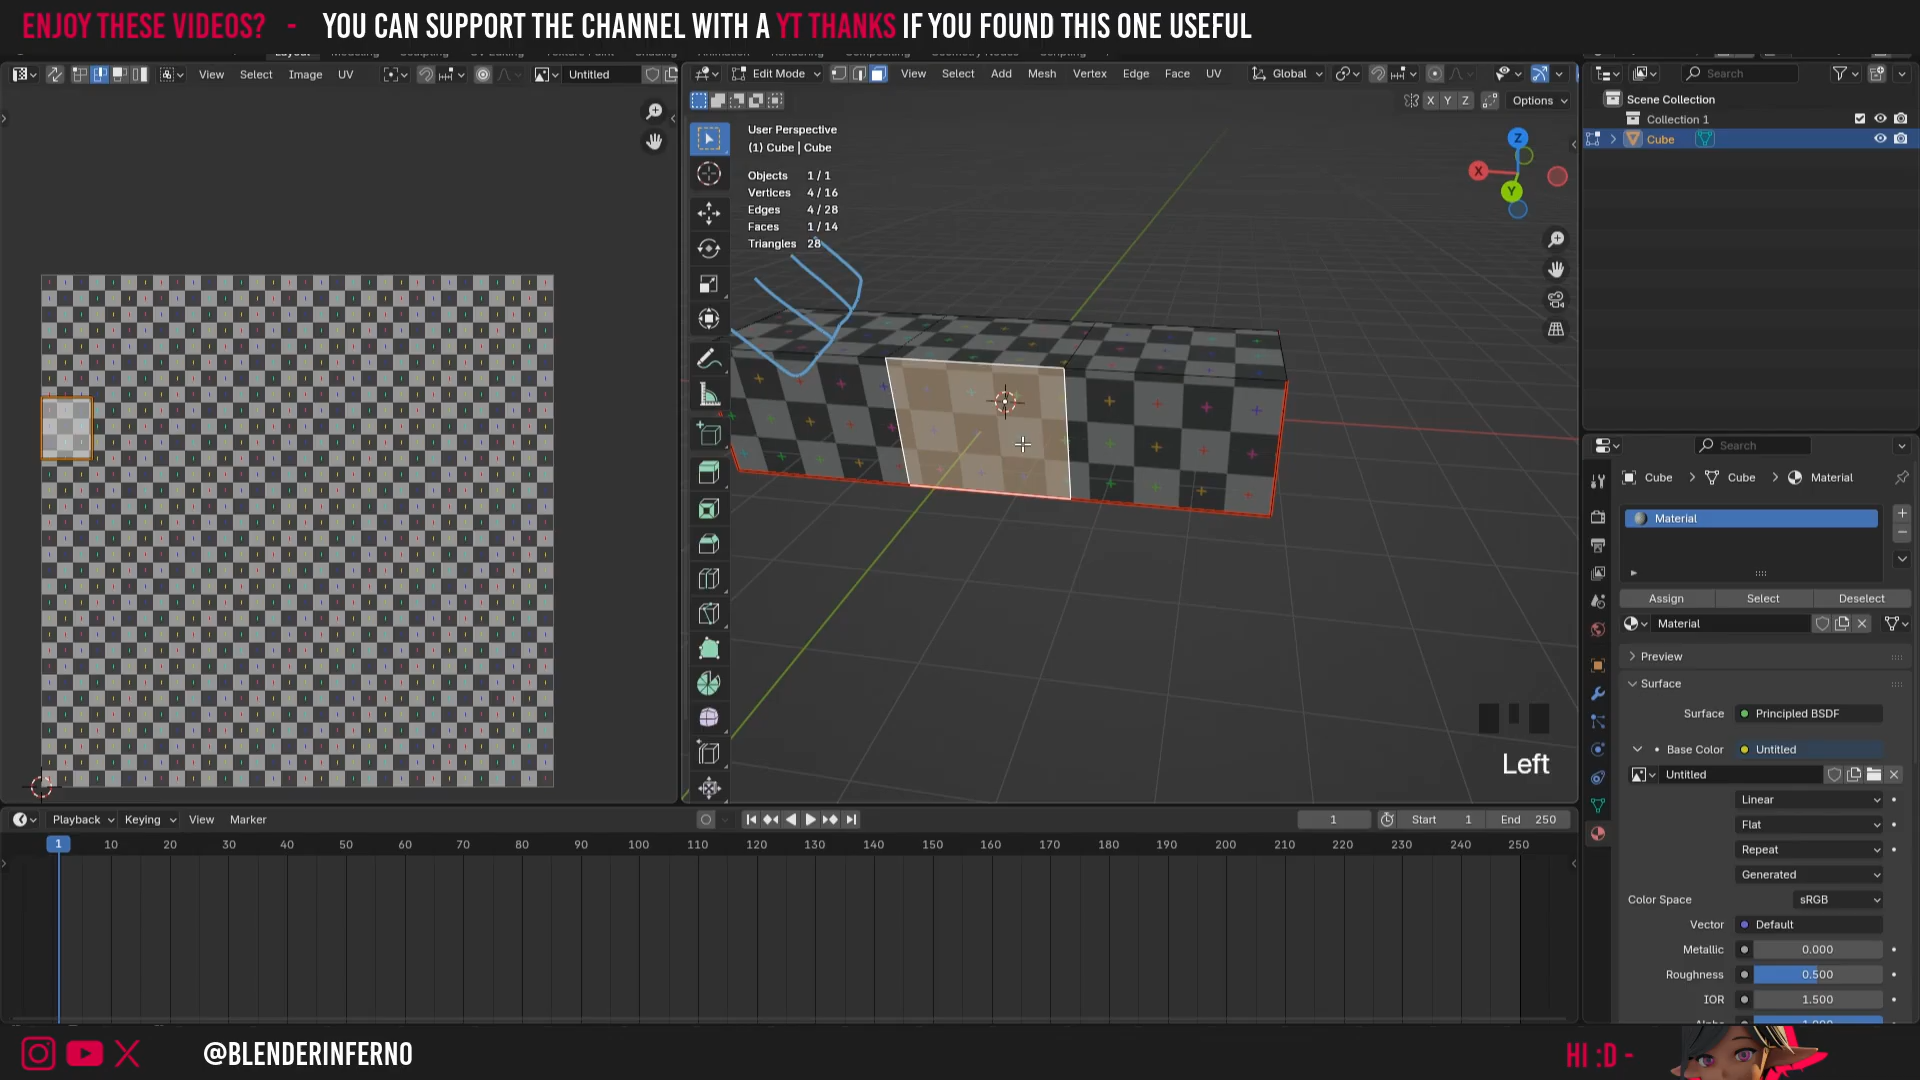 ENJOY THESE VIDEOS? - YOU CAN SUPPORT THE CHANNEL WITH A YT THANKS IF YOU FOUND THIS ONE USEFUL
View Select Image UV Untitled
Edit Mode View Select Add Mesh Vertex Edge Face UV Global
X Y Z Options
User Perspective
(1) Cube | Cube
Objects 1 / 1
Vertices 4 / 16
Edges 4 / 28
Faces 1 / 14
Triangles 28
Z
X
Y
Left
Search
Scene Collection
Collection 1
Cube
Search
Cube > Cube > Material
Material
Assign Select Deselect
Material
Preview
Surface
Surface Principled BSDF
Base Color Untitled
Untitled
Linear
Flat
Repeat
Generated
Color Space sRGB
Vector Default
Metallic 0.000
Roughness 0.500
IOR 1.500
Playback Keying View Marker 1 Start 1 End 250
1 10 20 30 40 50 60 70 80 90 100 110 120 130 140 150 160 170 180 190 200 210 220 230 240 250
@BLENDERINFERNO
HI :D -